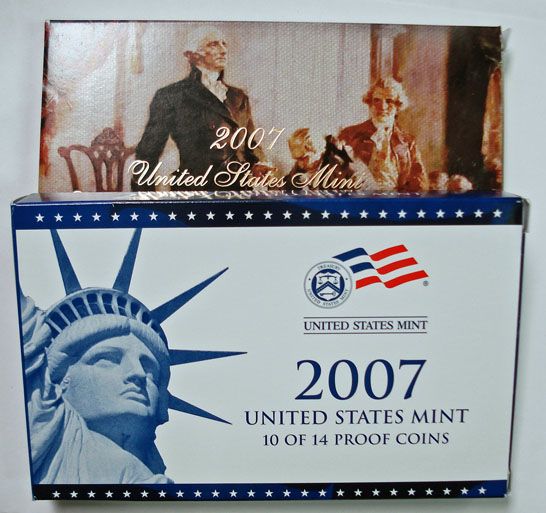 2007
United States Mint
UNITED STATES MINT
2007
UNITED STATES MINT
10 OF 14 PROOF COINS